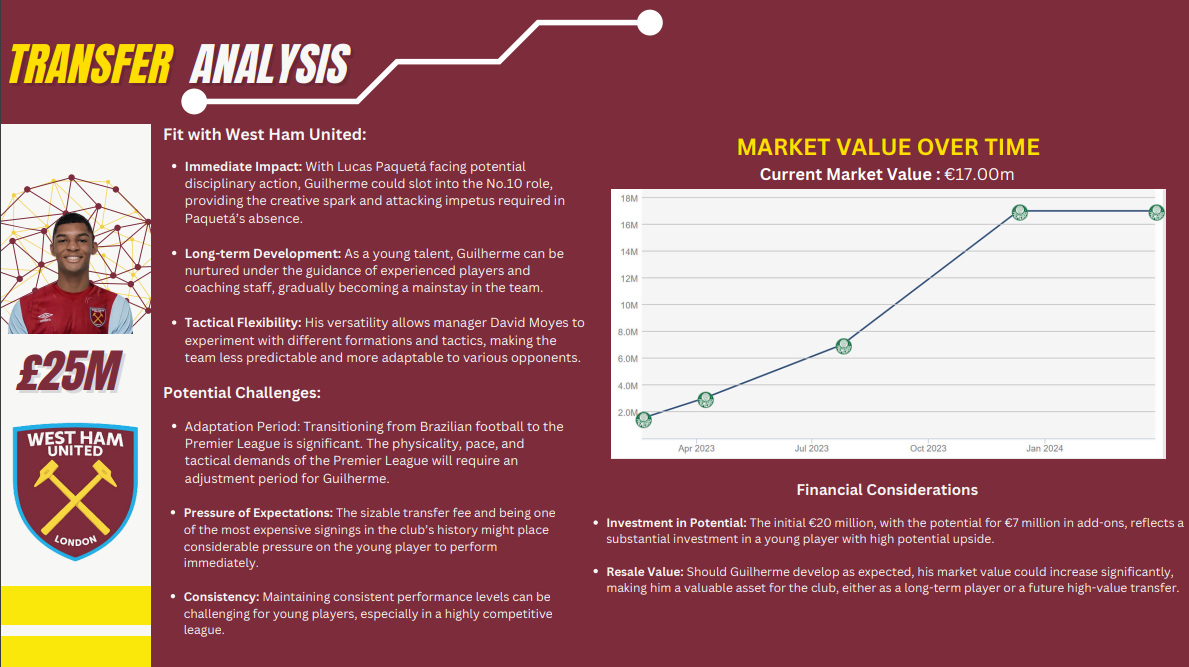 TRANSFER ANALYSIS
Fit with West Ham United:
Immediate Impact: With Lucas Paquetá facing potential
disciplinary action, Guilherme could slot into the No.10 role,
providing the creative spark and attacking impetus required in
Paquetá's absence.
Long-term Development: As a young talent, Guilherme can be
nurtured under the guidance of experienced players and
coaching staff, gradually becoming a mainstay in the team.
Tactical Flexibility: His versatility allows manager David Moyes to
experiment with different formations and tactics, making the
team less predictable and more adaptable to various opponents.
Potential Challenges:
Adaptation Period: Transitioning from Brazilian football to the
Premier League is significant. The physicality, pace, and
tactical demands of the Premier League will require an
adjustment period for Guilherme.
Pressure of Expectations: The sizable transfer fee and being one
of the most expensive signings in the club's history might place
considerable pressure on the young player to perform
immediately.
Consistency: Maintaining consistent performance levels can be
challenging for young players, especially in a highly competitive
league.
£25M
WEST HAM
UNITED
LONDON
MARKET VALUE OVER TIME
Current Market Value : €17.00m
18M
16M
14M
12M
10M
8.0M
6.0M
4.0M
2.0M
Apr 2023 Jul 2023 Oct 2023 Jan 2024
Financial Considerations
Investment in Potential: The initial €20 million, with the potential for €7 million in add-ons, reflects a
substantial investment in a young player with high potential upside.
Resale Value: Should Guilherme develop as expected, his market value could increase significantly,
making him a valuable asset for the club, either as a long-term player or a future high-value transfer.